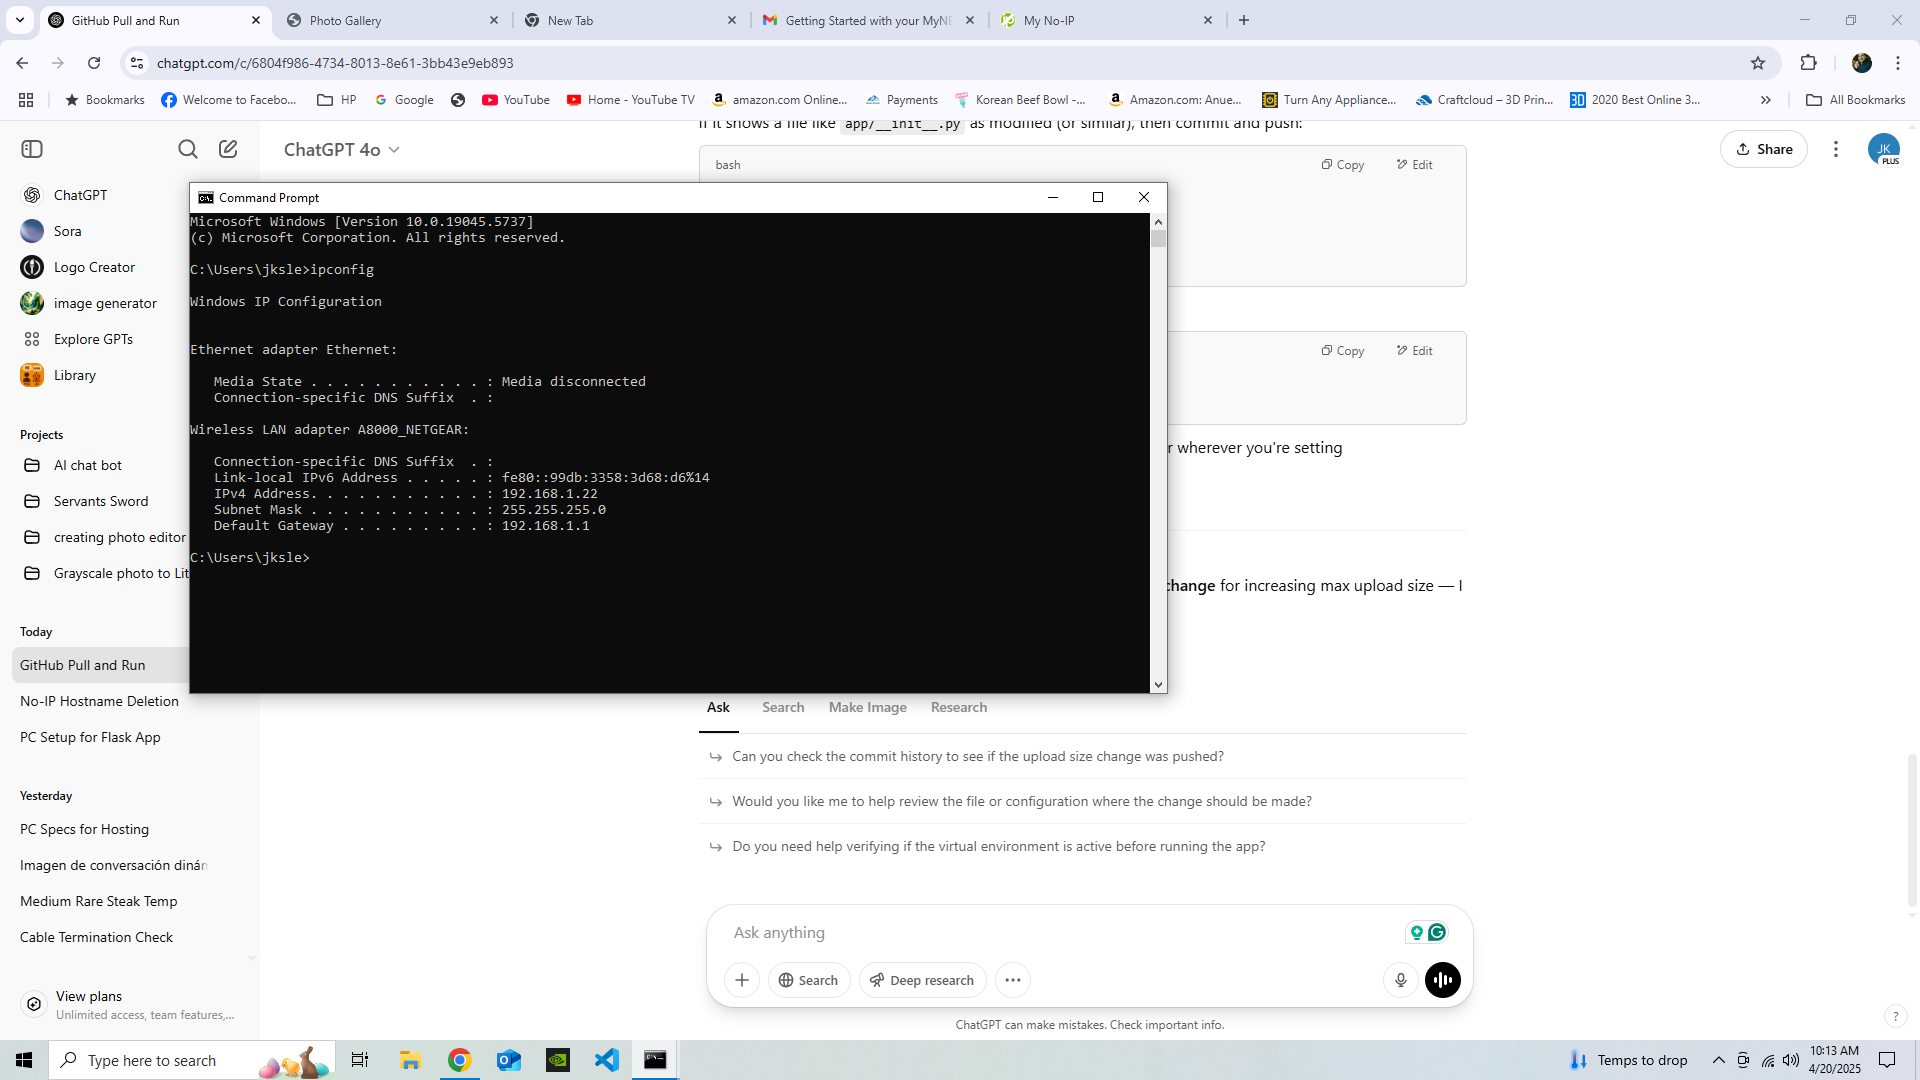 GitHub Pull and Run
Photo Gallery
New Tab
Getting Started with your MyNE
My No-IP
chatgpt.com/c/6804f986-4734-8013-8e61-3bb43e9eb893
Bookmarks
Welcome to Facebo...
HP
Google
YouTube
Home - YouTube TV
amazon.com Online...
Payments
Korean Beef Bowl -...
Amazon.com: Anue...
Turn Any Appliance...
Craftcloud – 3D Prin...
2020 Best Online 3...
All Bookmarks
ChatGPT
Sora
Logo Creator
image generator
Explore GPTs
Library
Projects
AI chat bot
Servants Sword
creating photo editor
Grayscale photo to Lit
Today
GitHub Pull and Run
No-IP Hostname Deletion
PC Setup for Flask App
Yesterday
PC Specs for Hosting
Imagen de conversación dinán
Medium Rare Steak Temp
Cable Termination Check
View plans
Unlimited access, team features,...
ChatGPT 4o
Share
JK
PLUS
If it shows a file like app/__init__.py as modified (or similar), then commit and push:
bash
Copy
Edit
Copy
Edit
r wherever you're setting
change for increasing max upload size — I
Command Prompt
Microsoft Windows [Version 10.0.19045.5737]
(c) Microsoft Corporation. All rights reserved.
C:\Users\jksle>ipconfig
Windows IP Configuration
Ethernet adapter Ethernet:
Media State . . . . . . . . . . . : Media disconnected
Connection-specific DNS Suffix  . :
Wireless LAN adapter A8000_NETGEAR:
Connection-specific DNS Suffix  . :
Link-local IPv6 Address . . . . . : fe80::99db:3358:3d68:d6%14
IPv4 Address. . . . . . . . . . . : 192.168.1.22
Subnet Mask . . . . . . . . . . . : 255.255.255.0
Default Gateway . . . . . . . . . : 192.168.1.1
C:\Users\jksle>
Ask
Search
Make Image
Research
Can you check the commit history to see if the upload size change was pushed?
Would you like me to help review the file or configuration where the change should be made?
Do you need help verifying if the virtual environment is active before running the app?
Ask anything
Search
Deep research
ChatGPT can make mistakes. Check important info.
?
Type here to search
Temps to drop
10:13 AM
4/20/2025